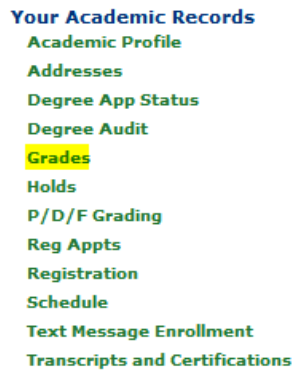 Your Academic Records
Academic Profile
Addresses
Degree App Status
Degree Audit
Grades
Holds
P/D/F Grading
Reg Appts
Registration
Schedule
Text Message Enrollment
Transcripts and Certifications